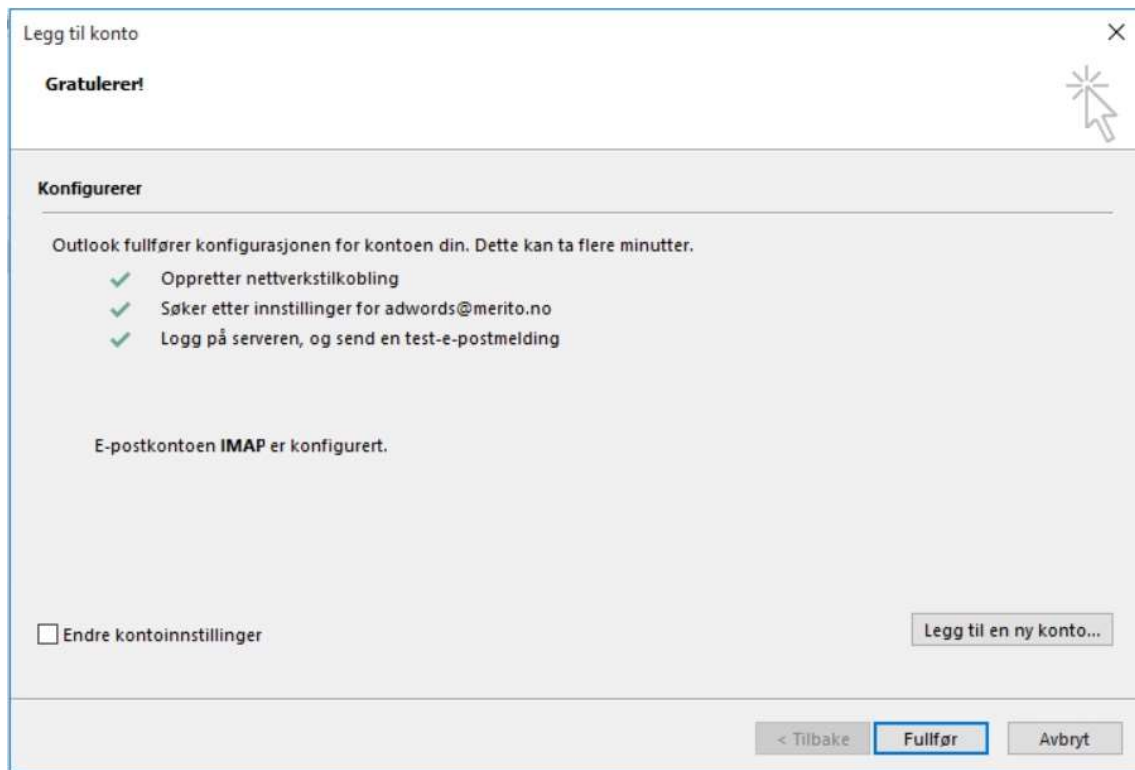 Legg til konto
Gratulerer!
Konfigurerer
Outlook fullfører konfigurasjonen for kontoen din. Dette kan ta flere minutter.
Oppretter nettverkstilkobling
Søker etter innstillinger for adwords@merito.no
Logg på serveren, og send en test-e-postmelding
E-postkontoen IMAP er konfigurert.
Endre kontoinnstillinger
Legg til en ny konto...
< Tilbake
Fullfør
Avbryt